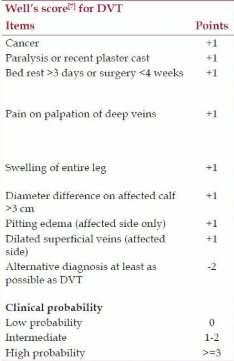 Well's score[7] for DVT
Items Points
Cancer +1
Paralysis or recent plaster cast +1
Bed rest >3 days or surgery <4 weeks +1
Pain on palpation of deep veins +1
Swelling of entire leg +1
Diameter difference on affected calf +1
>3 cm
Pitting edema (affected side only) +1
Dilated superficial veins (affected +1
side)
Alternative diagnosis at least as -2
possible as DVT
Clinical probability
Low probability 0
Intermediate 1-2
High probability >=3